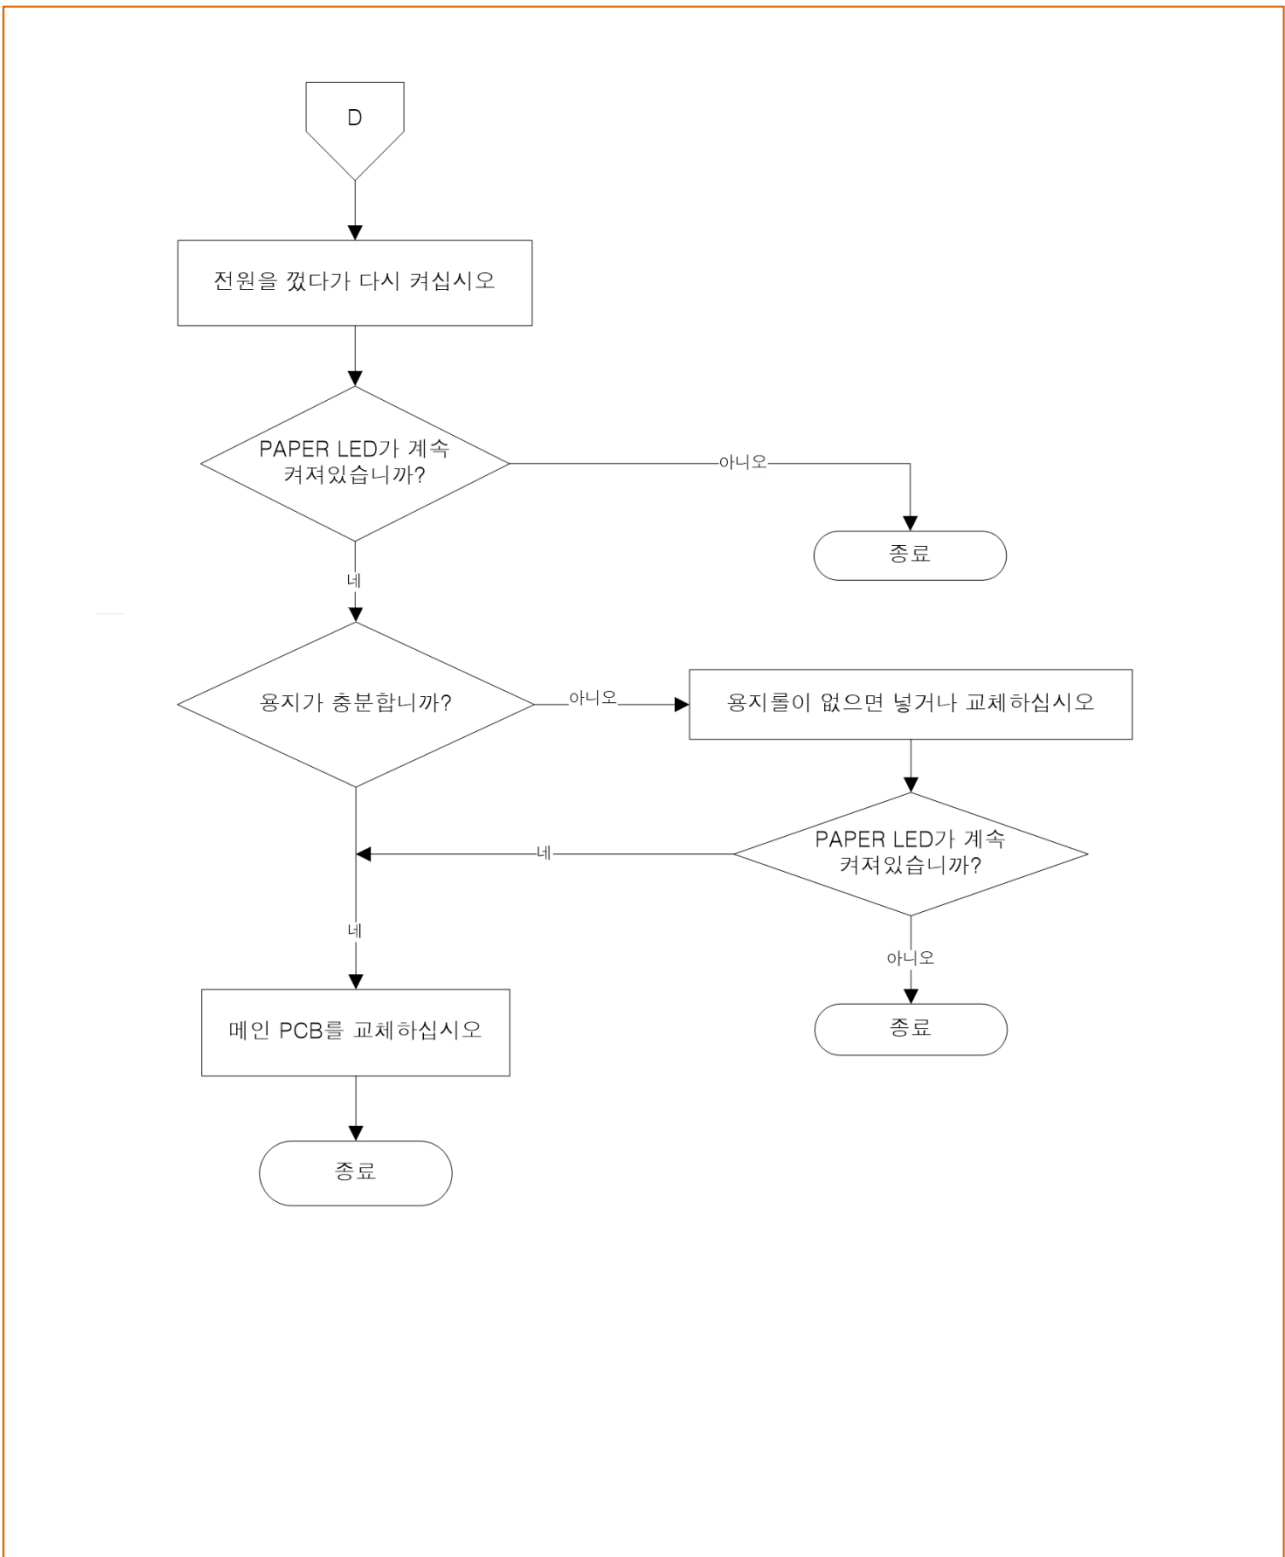 D
전원을 껐다가 다시 켜십시오
PAPER LED가 계속
켜져있습니까?
아니오
종료
네
용지가 충분합니까?
아니오
용지롤이 없으면 넣거나 교체하십시오
PAPER LED가 계속
켜져있습니까?
네
네
아니오
종료
메인 PCB를 교체하십시오
종료